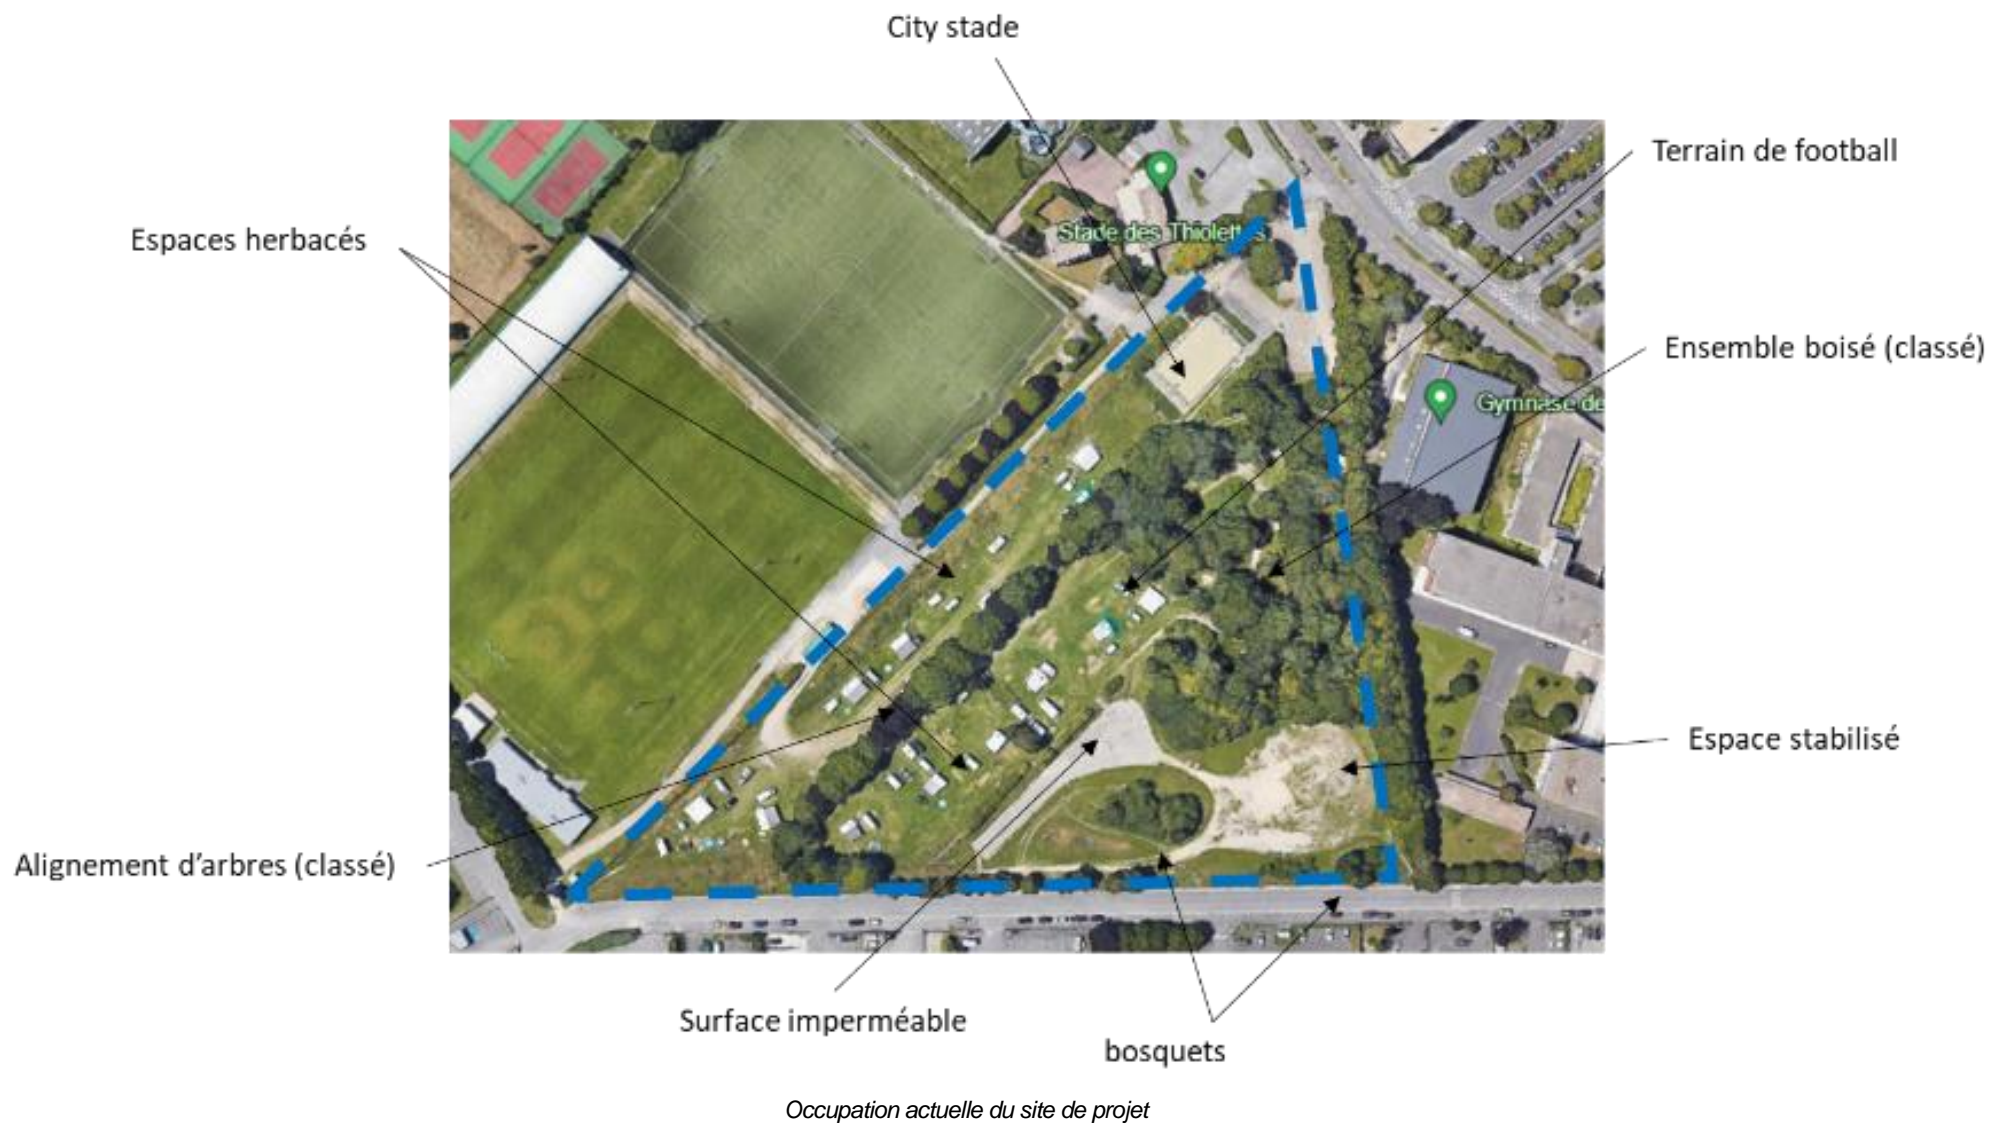 City stade
Terrain de football
Espaces herbacés
Stade des Thiolettes
Ensemble boisé (classé)
Gymnase de
Espace stabilisé
Alignement d'arbres (classé)
Surface imperméable
bosquets
Occupation actuelle du site de projet